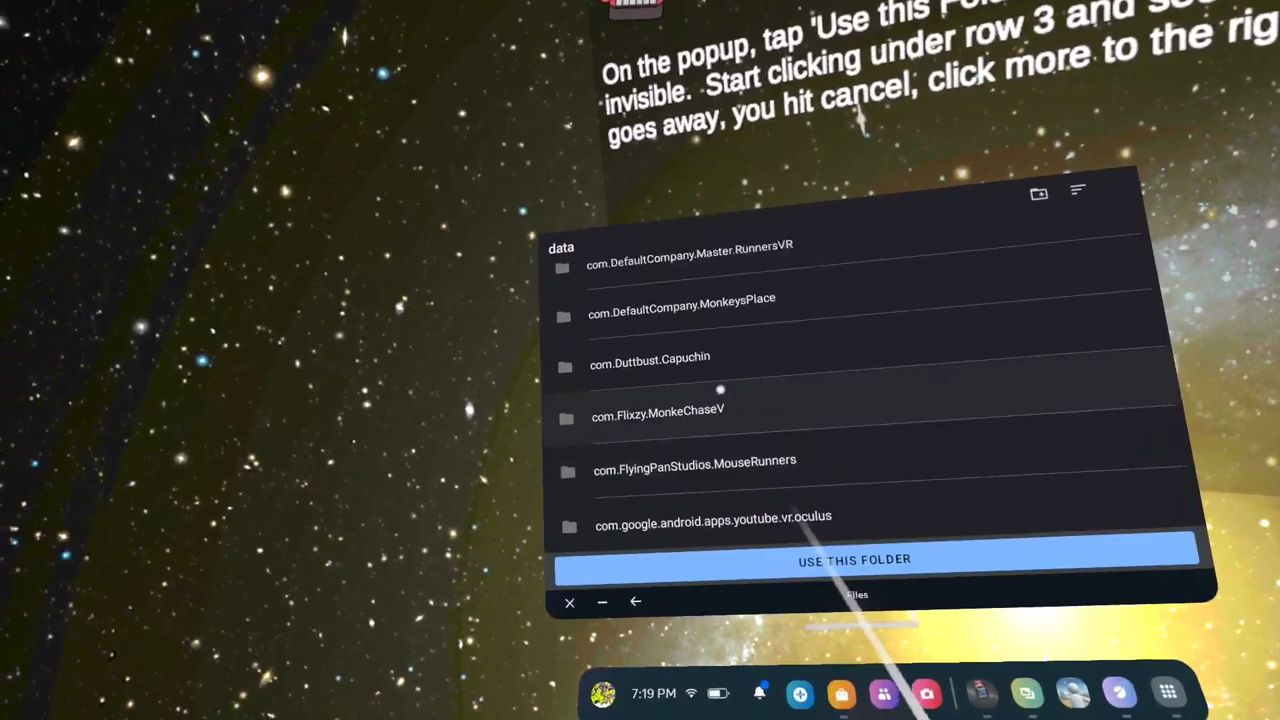 On the popup, tap 'Use this
invisible. Start clicking under row 3 and
goes away, you hit cancel, click more to the
data
com.DefaultCompany.Master.RunnersVR
com.DefaultCompany.MonkeysPlace
com.Duttbust.Capuchin
com.Flixzy.MonkeChaseV
com.FlyingPanStudios.MouseRunners
com.google.android.apps.youtube.vr.oculus
USE THIS FOLDER
Files
7:19 PM